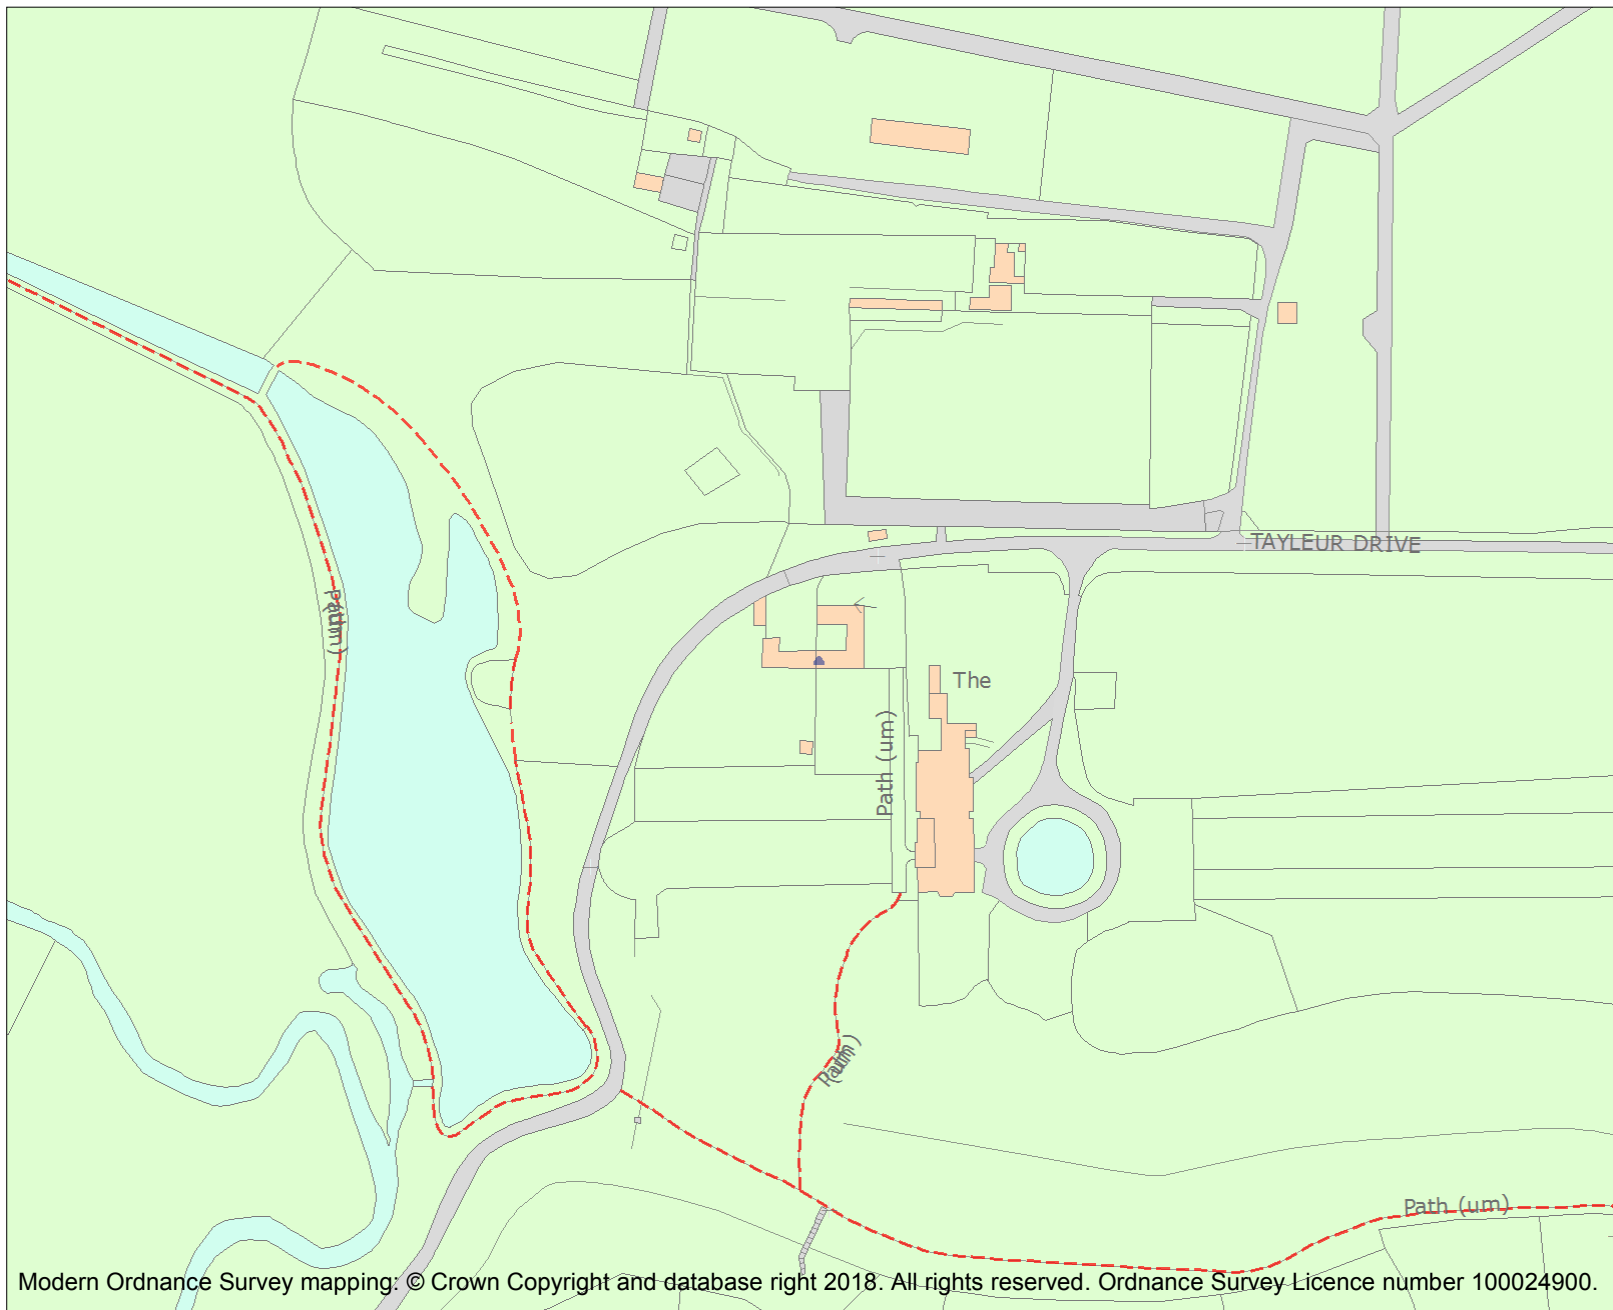 TAYLEUR DRIVE
Path (um)
The
Path (um)
Path (um)
Path (um)
Modern Ordnance Survey mapping: © Crown Copyright and database right 2018. All rights reserved. Ordnance Survey Licence number 100024900.